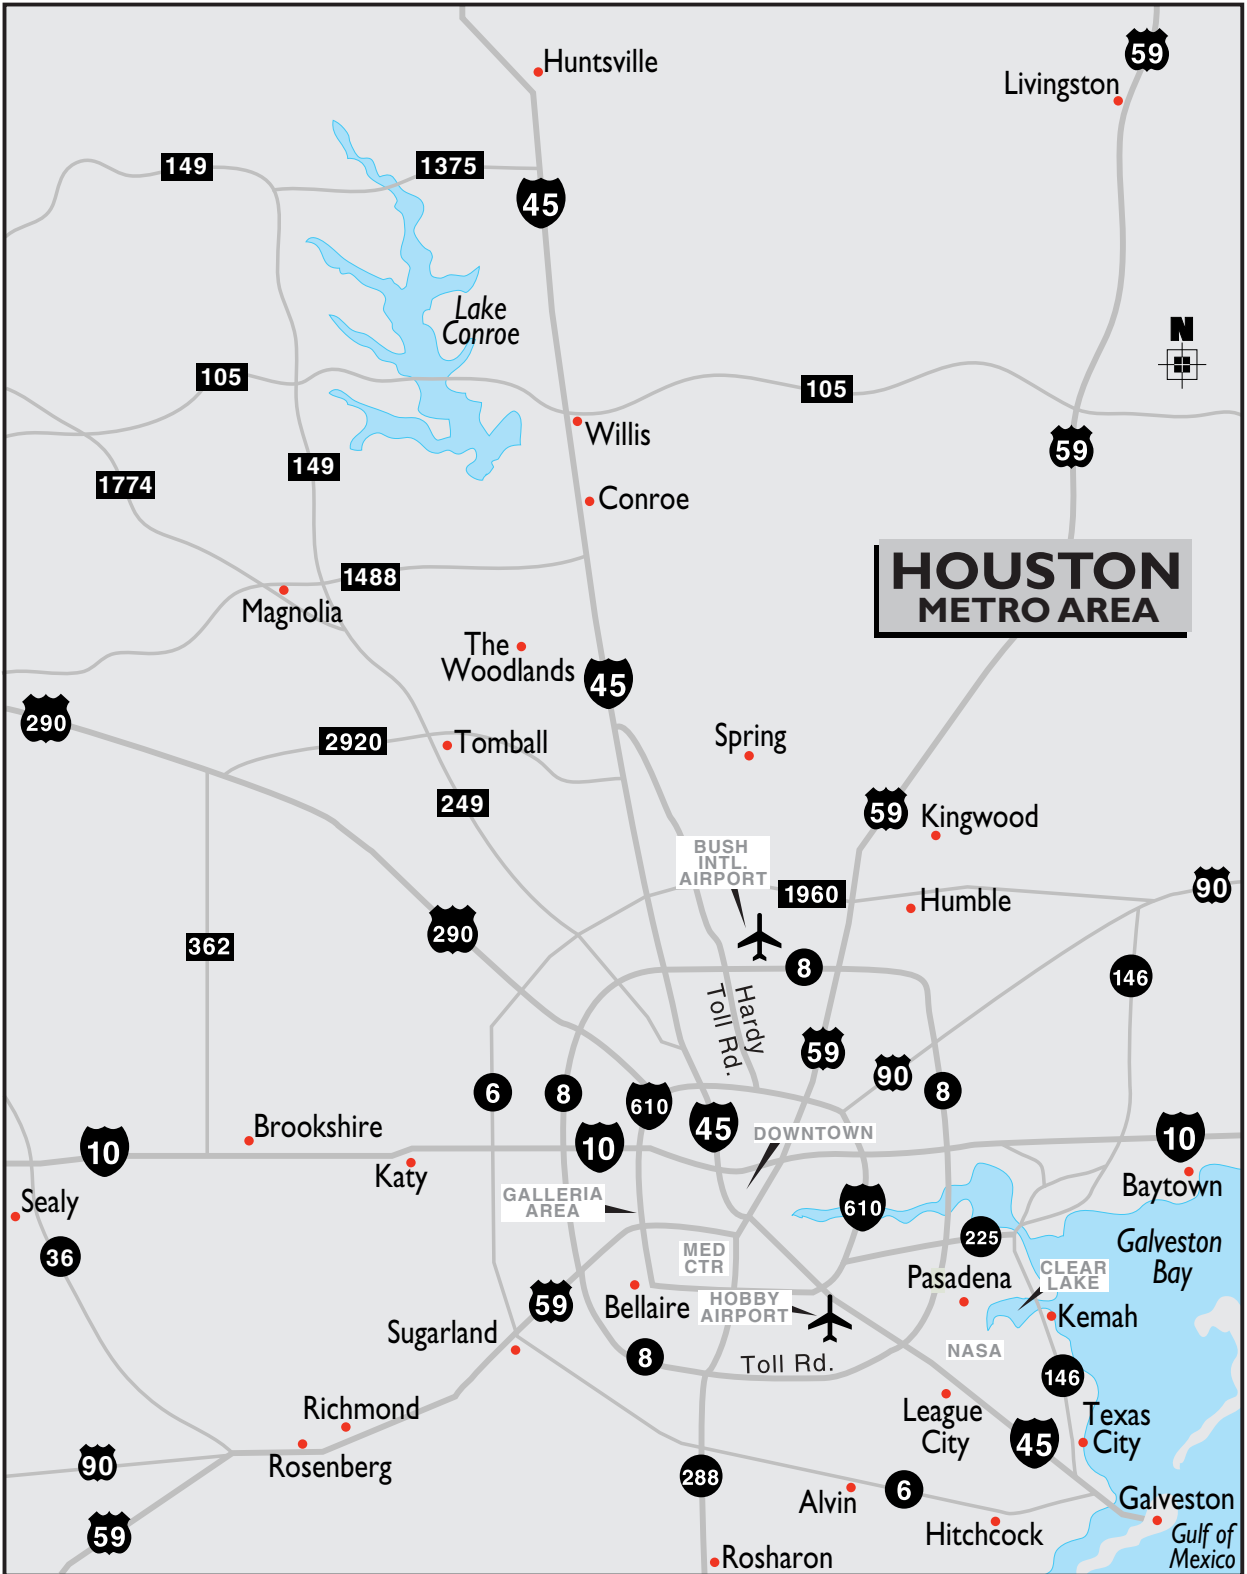 59
Huntsville
Livingston
149
1375
45
Lake
Conroe
N
105
105
Willis
59
149
1774
Conroe
HOUSTON
METRO AREA
1488
Magnolia
The
Woodlands
45
290
2920
Tomball
Spring
249
59
Kingwood
BUSH
INTL.
AIRPORT
1960
90
Humble
290
362
8
146
Hardy
Toll Rd.
59
90
6
8
610
8
45
10
Brookshire
10
DOWNTOWN
10
Katy
Baytown
Sealy
GALLERIA
AREA
610
36
225
Galveston
Bay
MED
CTR
Pasadena
CLEAR
LAKE
59
Bellaire
HOBBY
AIRPORT
Kemah
Sugarland
8
Toll Rd.
NASA
146
Richmond
League
City
Texas
City
45
90
Rosenberg
288
Alvin
6
Galveston
59
Hitchcock
Gulf of
Mexico
Rosharon